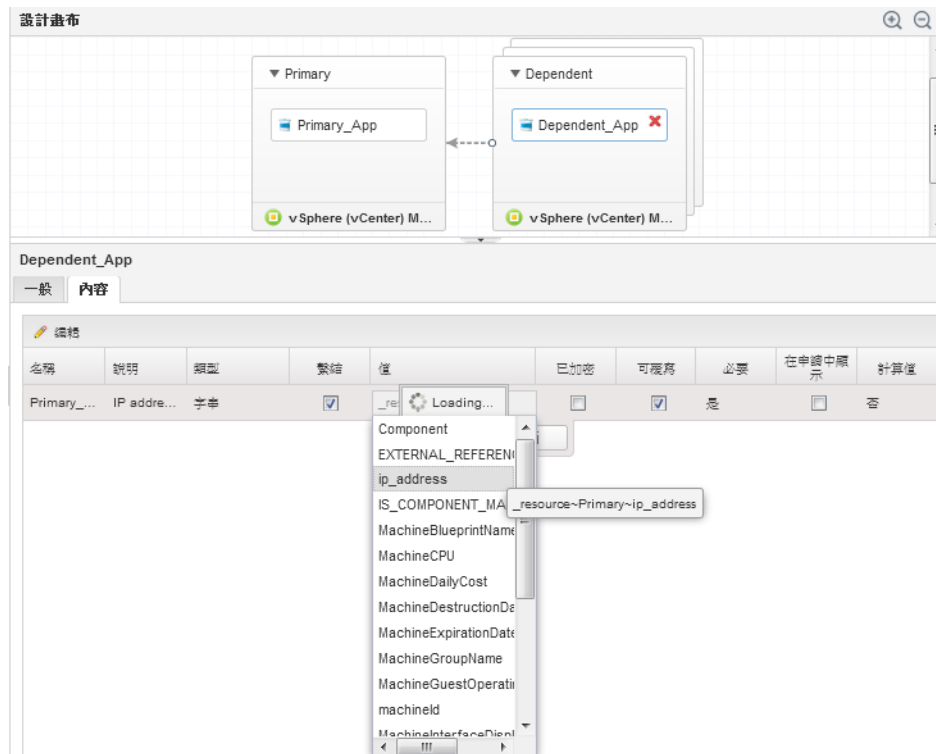 設計畫布
Primary
Dependent
Primary_App
Dependent_App
vSphere (vCenter) M...
vSphere (vCenter) M...
Dependent_App
一般
內容
編輯
名稱 說明 類型 繫結 值 已加密 可覆寫 必要 在申請中顯示 計算值
Primary_... IP addre... 字串 _re: Loading... 是 否
Component
EXTERNAL_REFEREN
ip_address
IS_COMPONENT_MA
_resource~Primary~ip_address
MachineBlueprintName
MachineCPU
MachineDailyCost
MachineDestructionDa
MachineExpirationDate
MachineGroupName
MachineGuestOperati
machineId
MachineInterfaceDispl